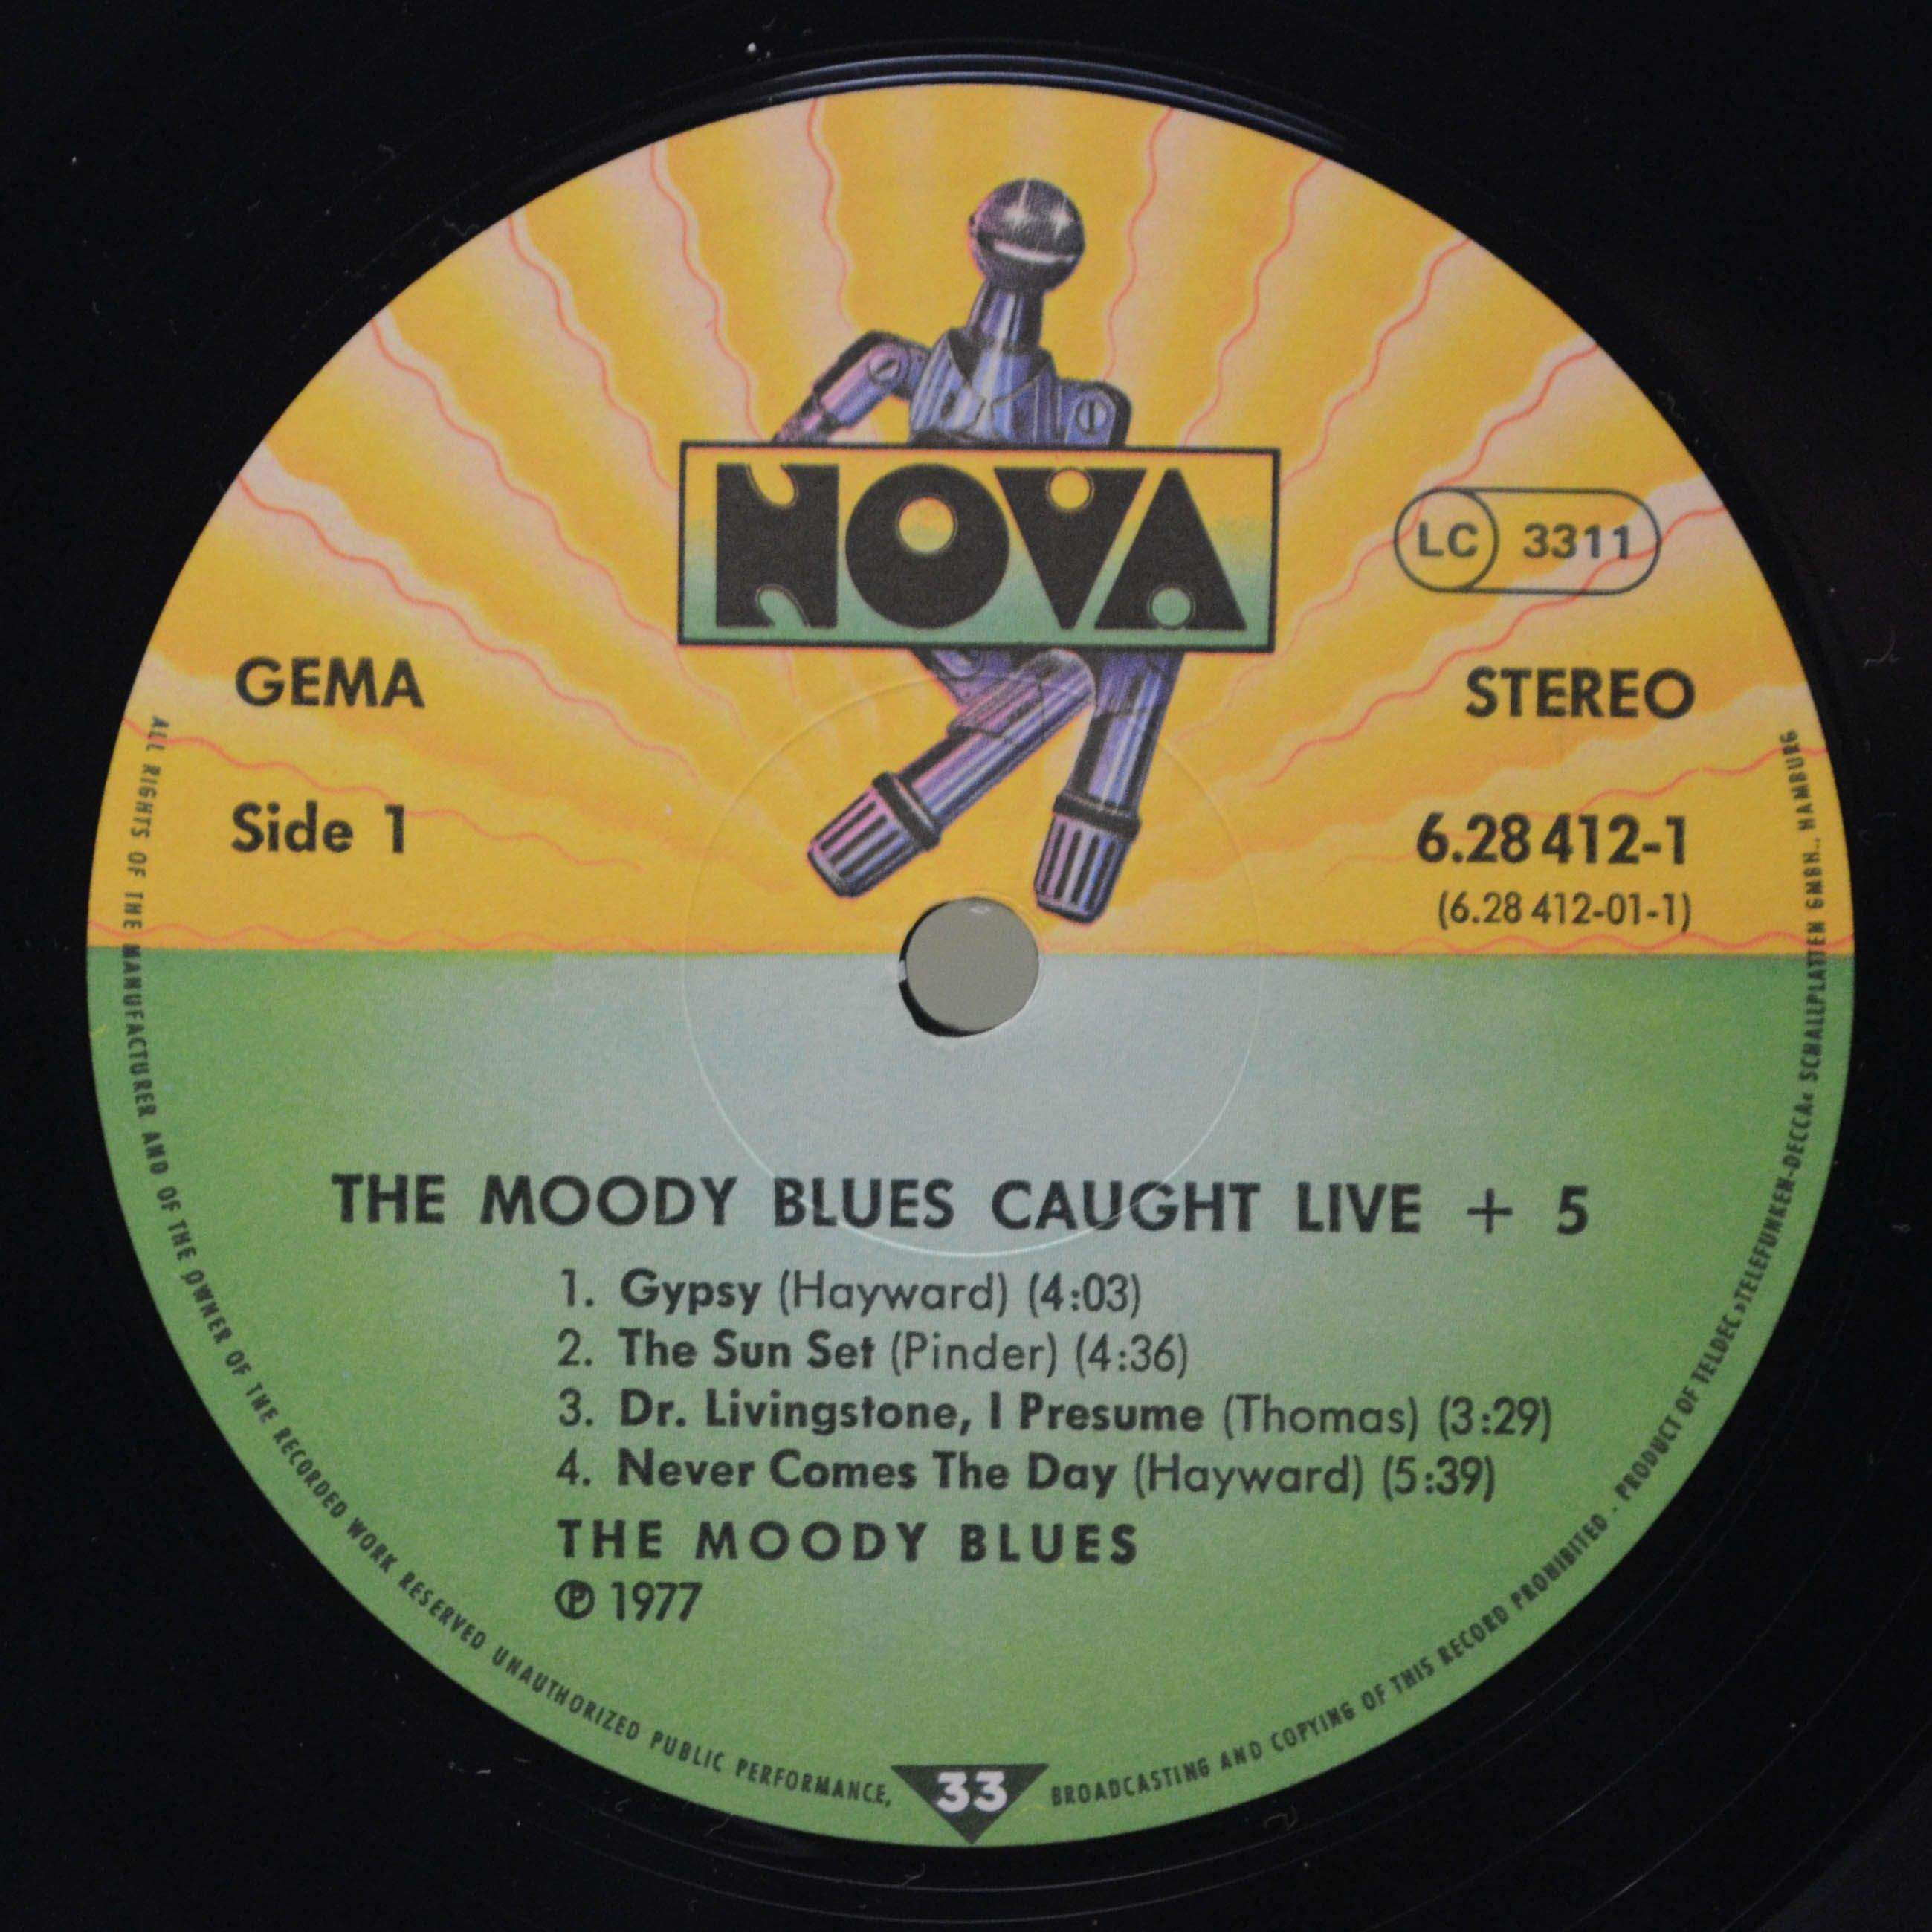 NOVA
LC 3311
GEMA
STEREO
Side 1
6.28 412-1
(6.28 412-01-1)
THE MOODY BLUES CAUGHT LIVE + 5
1. Gypsy (Hayward) (4:03)
2. The Sun Set (Pinder) (4:36)
3. Dr. Livingstone, I Presume (Thomas) (3:29)
4. Never Comes The Day (Hayward) (5:39)
THE MOODY BLUES
℗ 1977
ALL RIGHTS OF THE MANUFACTURER AND OF THE OWNER OF THE RECORDED WORK RESERVED UNAUTHORIZED PUBLIC PERFORMANCE, BROADCASTING AND COPYING OF THIS RECORD PROHIBITED · PRODUCT OF TELDEC »TELEFUNKEN-DECCA« SCHALLPLATTEN GMBH., HAMBURG
33